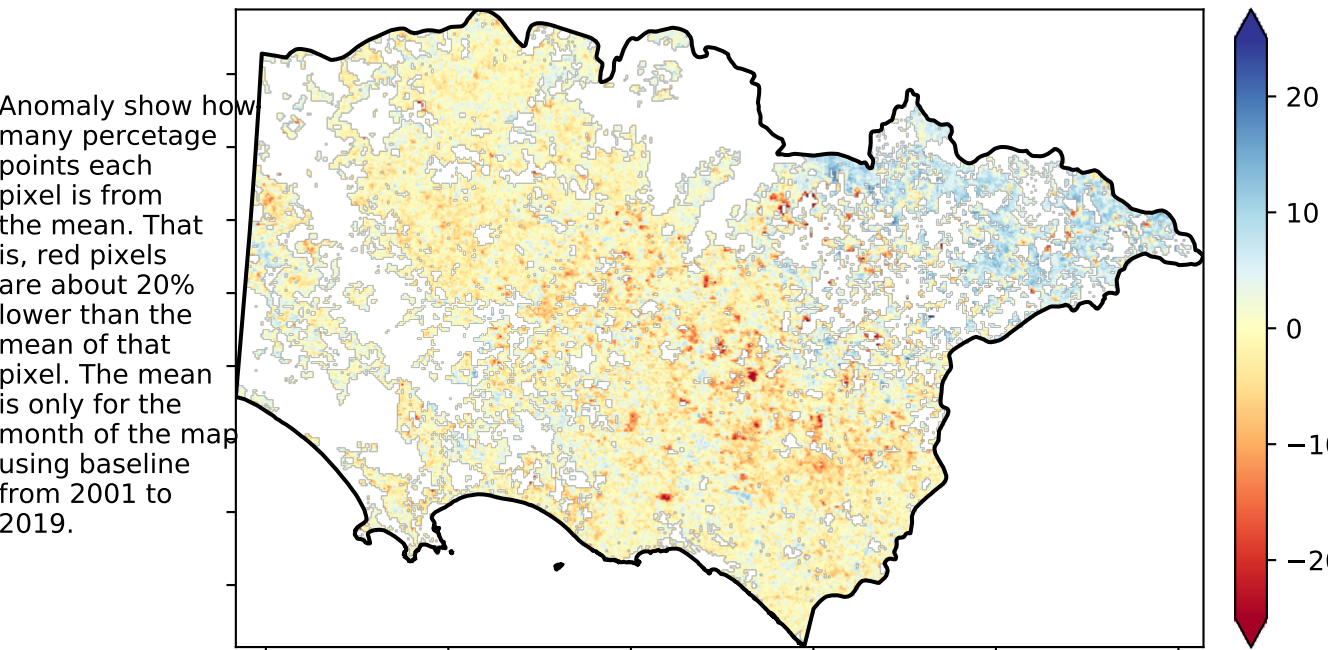 Anomaly show how
many percetage
points each
pixel is from
the mean. That
is, red pixels
are about 20%
lower than the
mean of that
pixel. The mean
is only for the
month of the map
using baseline
from 2001 to
2019.
20
10
0
−10
−20